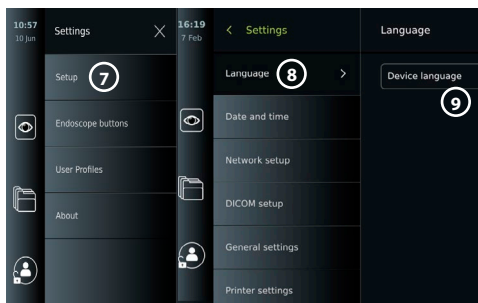 10:57
10 Jun
Settings
Setup
7
Endoscope buttons
User Profiles
About
16:19
7 Feb
Settings
Language
8
Date and time
Network setup
DICOM setup
General settings
Printer settings
Language
Device language
9